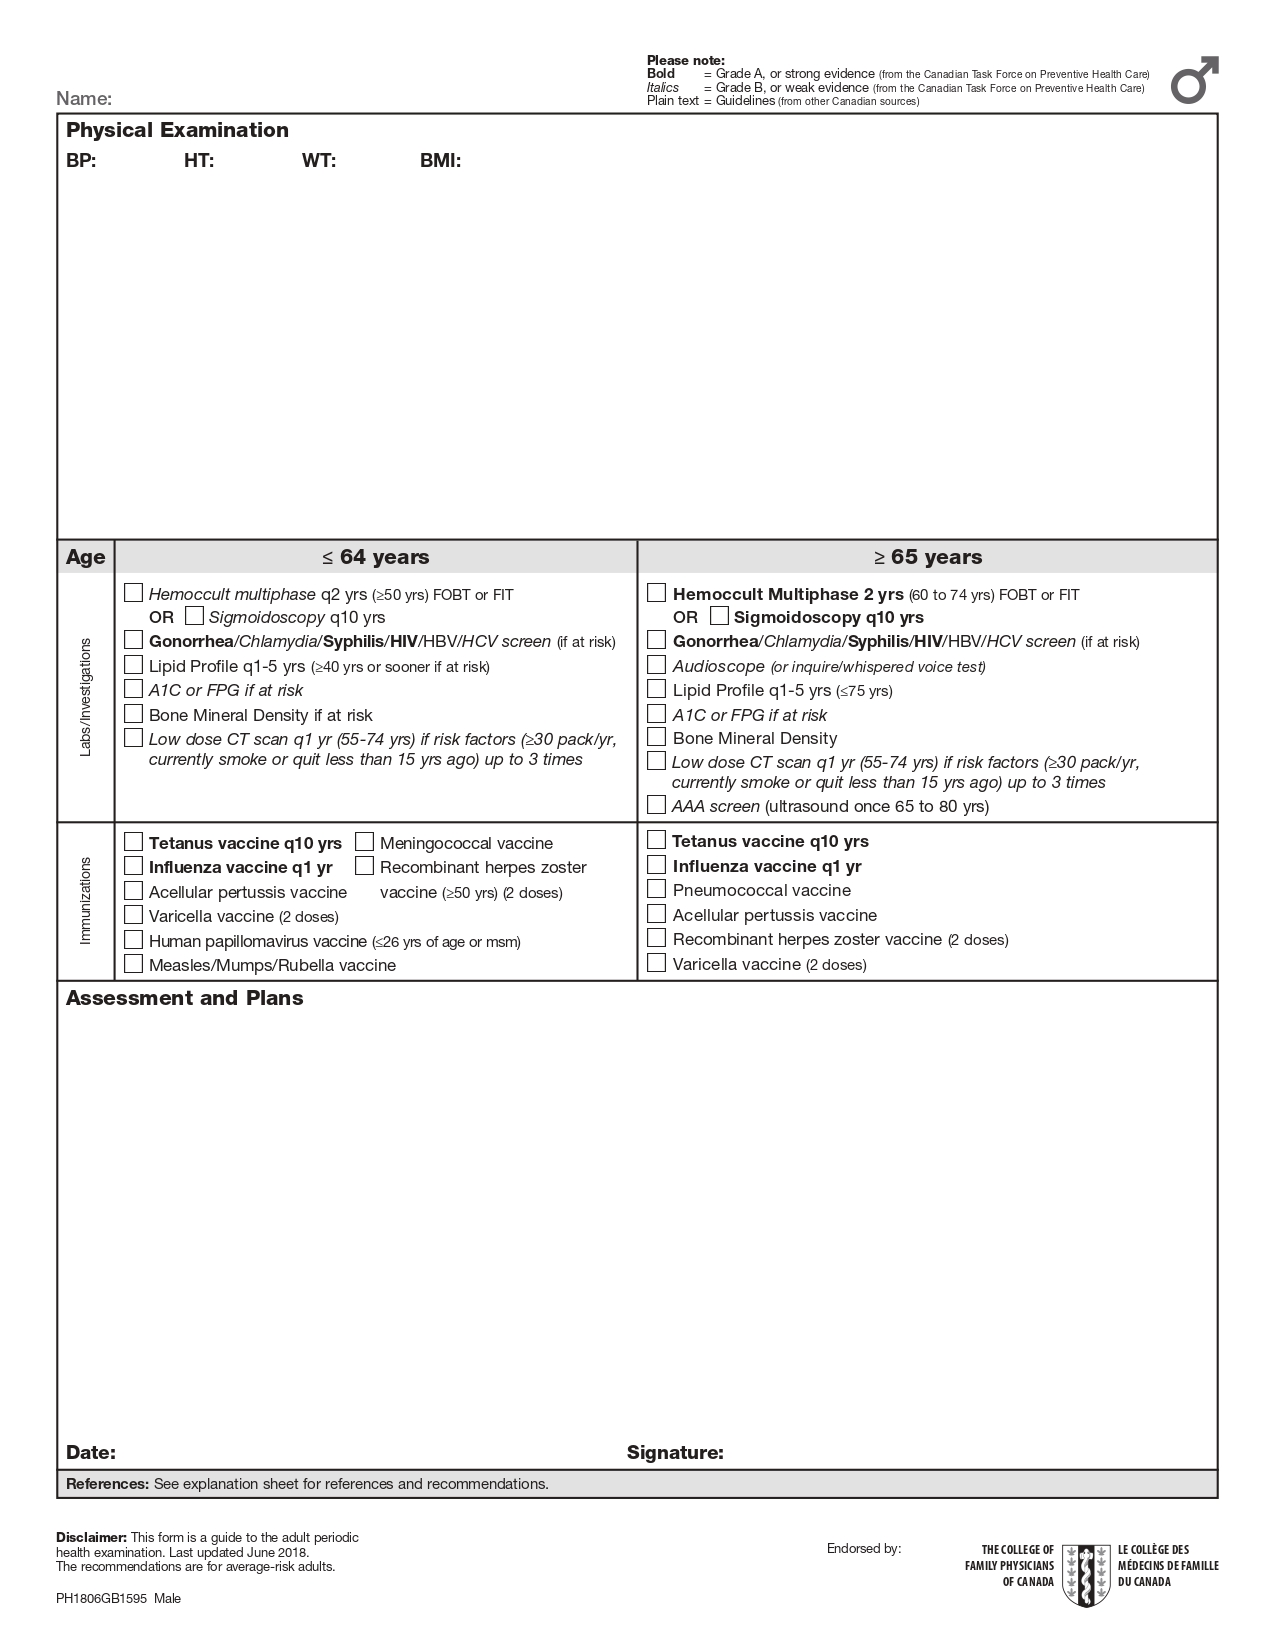 Name:
Please note:
Bold = Grade A, or strong evidence (from the Canadian Task Force on Preventive Health Care)
Italics = Grade B, or weak evidence (from the Canadian Task Force on Preventive Health Care)
Plain text = Guidelines (from other Canadian sources)
Physical Examination
BP: HT: WT: BMI:
Age
≤ 64 years
≥ 65 years
Labs/Investigations
Hemoccult multiphase q2 yrs (≥50 yrs) FOBT or FIT
OR Sigmoidoscopy q10 yrs
Gonorrhea/Chlamydia/Syphilis/HIV/HBV/HCV screen (if at risk)
Lipid Profile q1-5 yrs (≥40 yrs or sooner if at risk)
A1C or FPG if at risk
Bone Mineral Density if at risk
Low dose CT scan q1 yr (55-74 yrs) if risk factors (≥30 pack/yr,
currently smoke or quit less than 15 yrs ago) up to 3 times
Hemoccult Multiphase 2 yrs (60 to 74 yrs) FOBT or FIT
OR Sigmoidoscopy q10 yrs
Gonorrhea/Chlamydia/Syphilis/HIV/HBV/HCV screen (if at risk)
Audioscope (or inquire/whispered voice test)
Lipid Profile q1-5 yrs (≤75 yrs)
A1C or FPG if at risk
Bone Mineral Density
Low dose CT scan q1 yr (55-74 yrs) if risk factors (≥30 pack/yr,
currently smoke or quit less than 15 yrs ago) up to 3 times
AAA screen (ultrasound once 65 to 80 yrs)
Immunizations
Tetanus vaccine q10 yrs
Influenza vaccine q1 yr
Acellular pertussis vaccine
Varicella vaccine (2 doses)
Human papillomavirus vaccine (≤26 yrs of age or msm)
Measles/Mumps/Rubella vaccine
Meningococcal vaccine
Recombinant herpes zoster
vaccine (≥50 yrs) (2 doses)
Tetanus vaccine q10 yrs
Influenza vaccine q1 yr
Pneumococcal vaccine
Acellular pertussis vaccine
Recombinant herpes zoster vaccine (2 doses)
Varicella vaccine (2 doses)
Assessment and Plans
Date: Signature:
References: See explanation sheet for references and recommendations.
Disclaimer: This form is a guide to the adult periodic
health examination. Last updated June 2018.
The recommendations are for average-risk adults.
PH1806GB1595 Male
Endorsed by:
THE COLLEGE OF
FAMILY PHYSICIANS
OF CANADA
LE COLLÈGE DES
MÉDECINS DE FAMILLE
DU CANADA